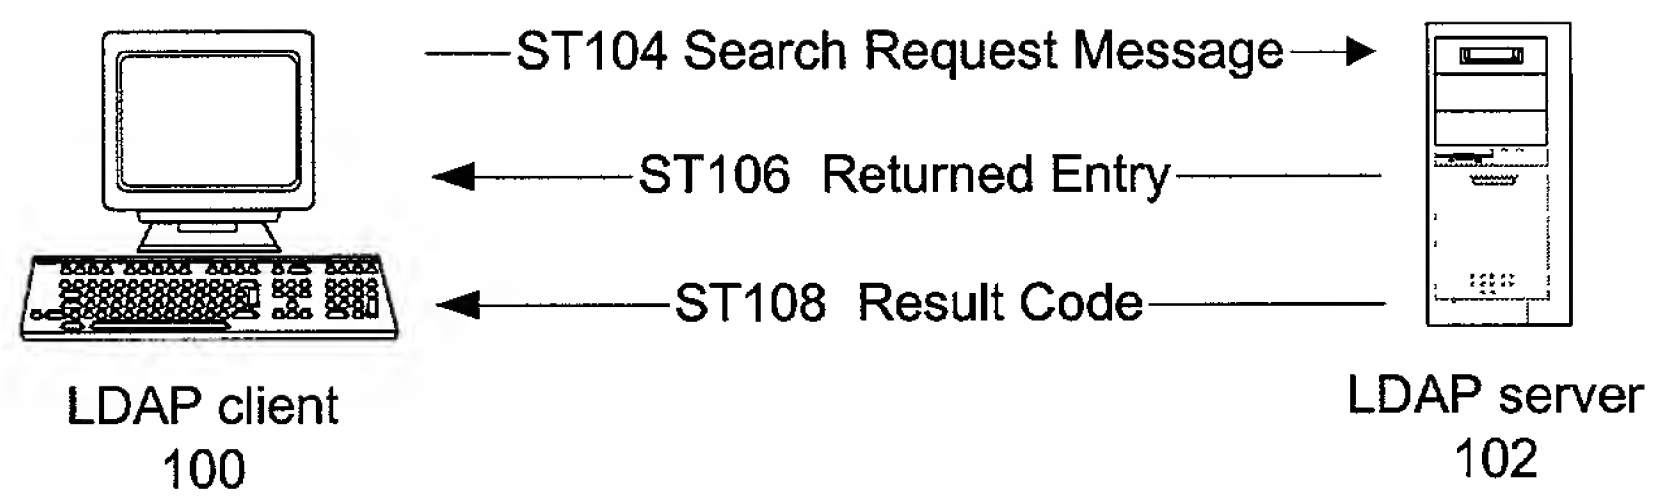 ST104 Search Request Message
ST106 Returned Entry
ST108 Result Code
LDAP client
100
LDAP server
102